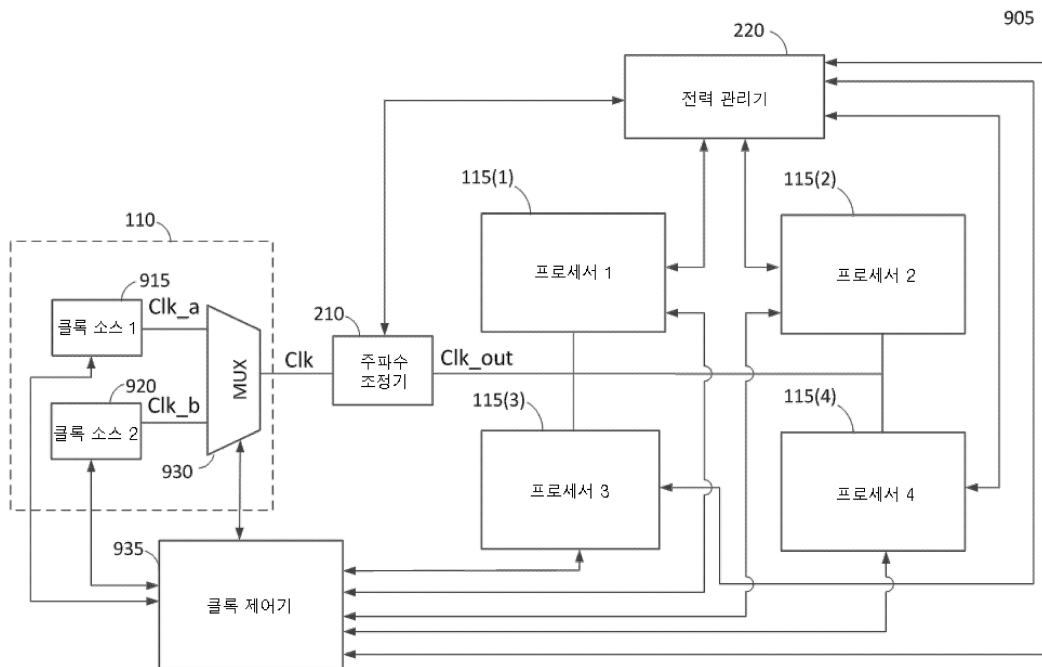 905
220
전력 관리기
115(1)
115(2)
프로세서 1
프로세서 2
110
915
Clk_a
클록 소스 1
210
Clk
주파수
조정기
Clk_out
MUX
920
Clk_b
클록 소스 2
930
115(3)
115(4)
프로세서 3
프로세서 4
935
클록 제어기